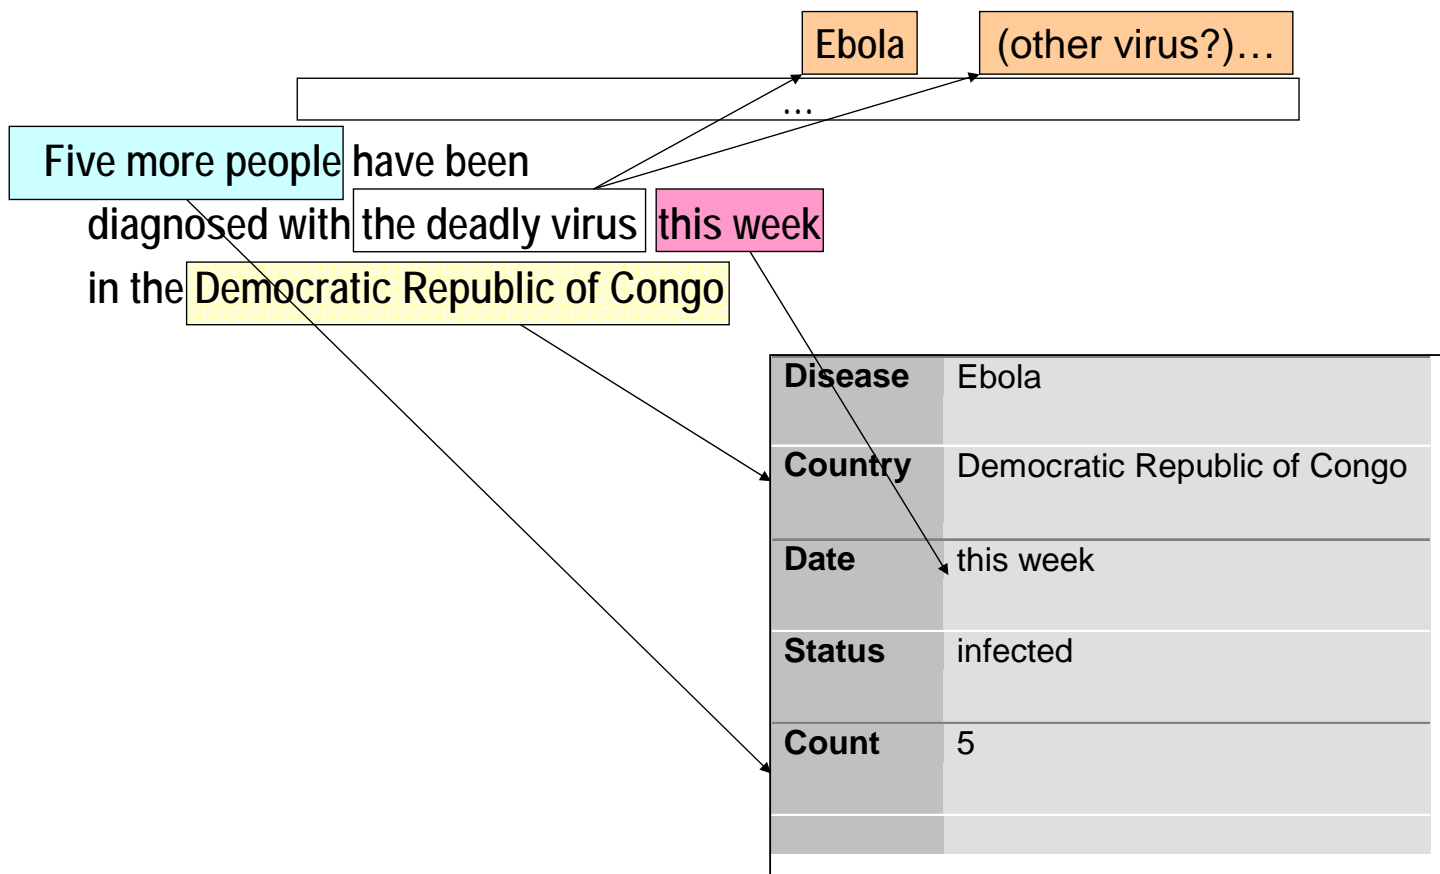 Ebola (other virus?)…
…
Five more people have been
diagnosed with the deadly virus this week
in the Democratic Republic of Congo
Disease Ebola
Country Democratic Republic of Congo
Date this week
Status infected
Count 5